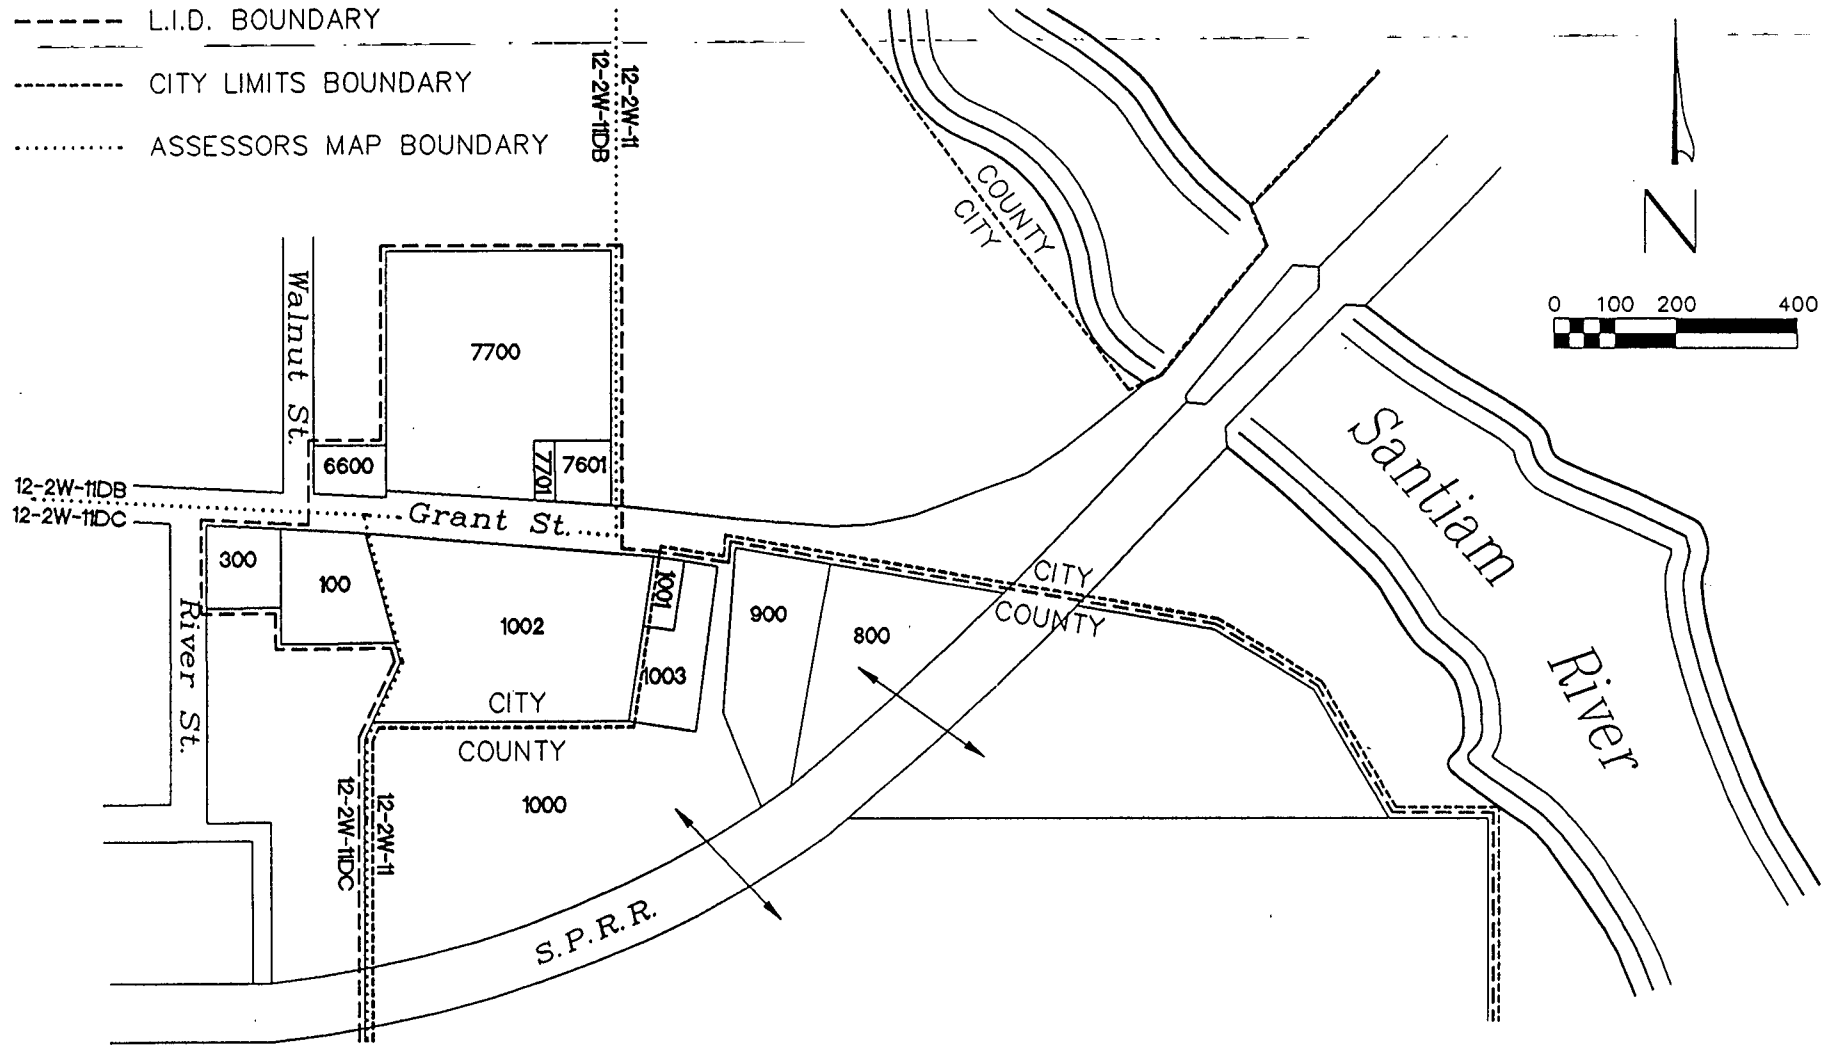 L.I.D. BOUNDARY
CITY LIMITS BOUNDARY
ASSESSORS MAP BOUNDARY
12-2W-11
12-2W-11DB
COUNTY
CITY
N
0 100 200 400
Walnut St.
7700
6600
7701
7601
12-2W-11DB
12-2W-11DC
Grant St.
300
100
1002
1001
1003
900
800
CITY
COUNTY
Santiam
River
River St.
CITY
COUNTY
1000
12-2W-11DC
12-2W-11
S.P.R.R.